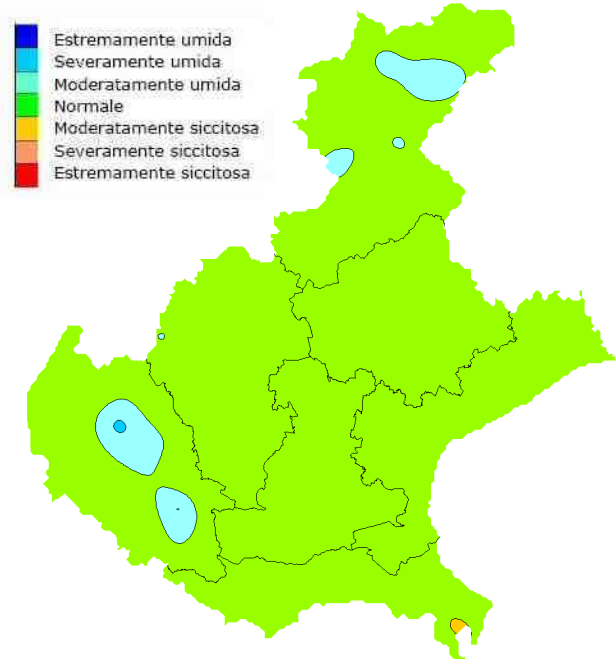 Estremamente umida
Severamente umida
Moderatamente umida
Normale
Moderatamente siccitosa
Severamente siccitosa
Estremamente siccitosa